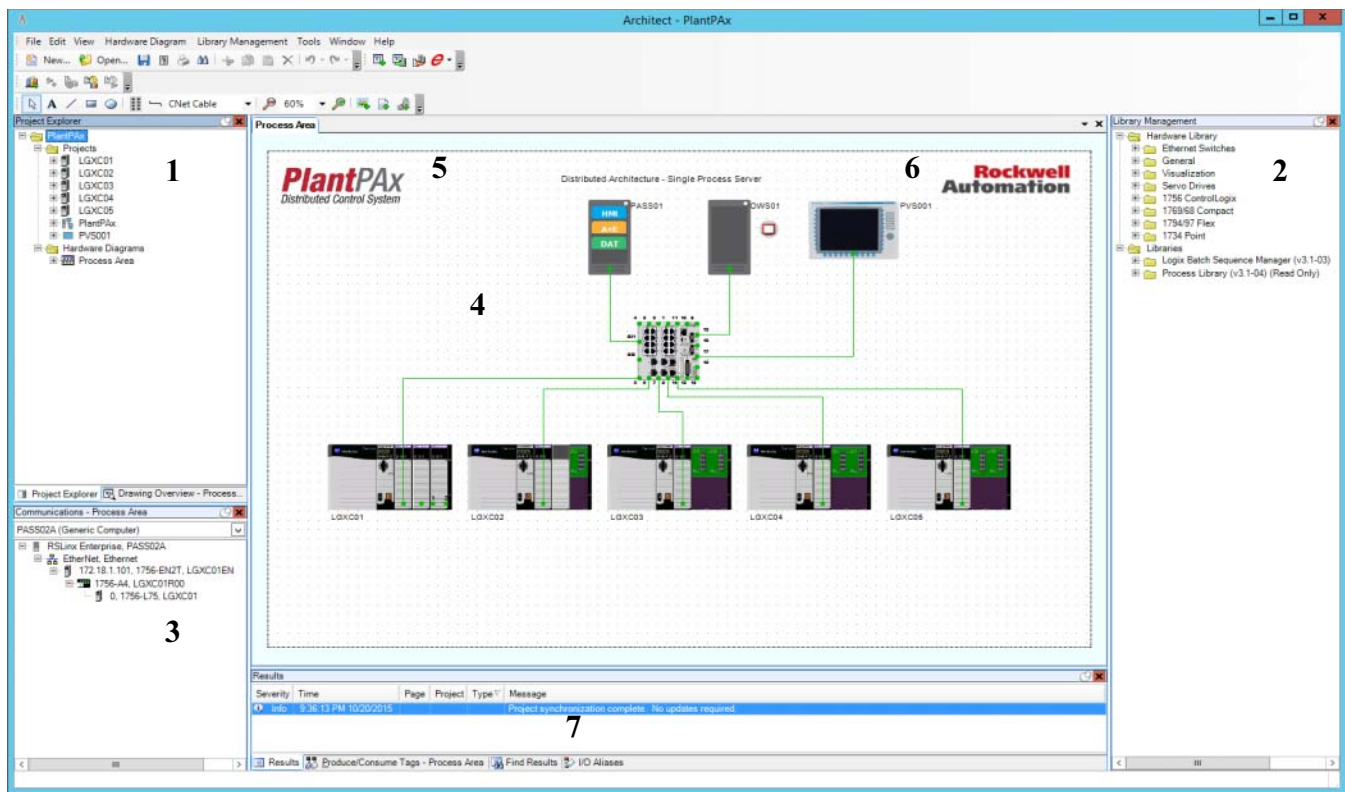 Architect - PlantPAx
File Edit View Hardware Diagram Library Management Tools Window Help
New... Open...
CNet Cable 60%
Project Explorer
PlantPAx
Projects
LGXC01
LGXC02
LGXC03
LGXC04
LGXC05
PlantPAx
PVS001
Hardware Diagrams
Process Area
1
Project Explorer Drawing Overview - Process...
Communications - Process Area
PASS02A (Generic Computer)
RSLinx Enterprise, PASS02A
EtherNet, Ethernet
172.18.1.101, 1756-EN2T, LGXC01EN
1756-A4, LGXC01R00
0, 1756-L75, LGXC01
3
Process Area
PlantPAx
Distributed Control System
5
Distributed Architecture - Single Process Server
6
Rockwell
Automation
PASS01
HMI
A+E
DAT
OWS01
PVS001
4
LGXC01
LGXC02
LGXC03
LGXC04
LGXC05
Results
Severity Time Page Project Type Message
Info 9:36:13 PM 10/20/2015 Project synchronization complete. No updates required.
7
Results Produce/Consume Tags - Process Area Find Results I/O Aliases
Library Management
Hardware Library
Ethernet Switches
General
Visualization
Servo Drives
1756 ControlLogix
1769/68 Compact
1794/97 Flex
1734 Point
Libraries
Logix Batch Sequence Manager (v3.1-03)
Process Library (v3.1-04) (Read Only)
2